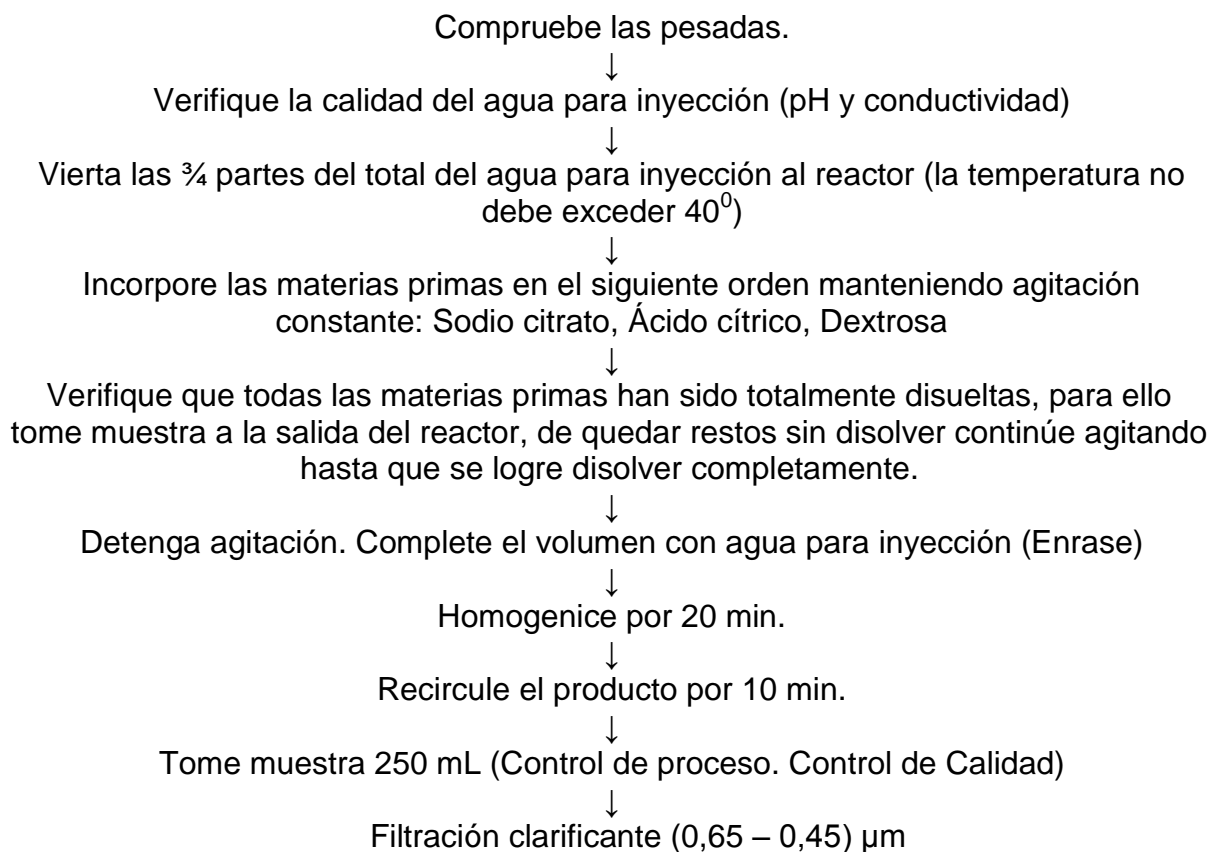 Compruebe las pesadas.
↓
Verifique la calidad del agua para inyección (pH y conductividad)
↓
Vierta las ¾ partes del total del agua para inyección al reactor (la temperatura no
debe exceder 40⁰)
↓
Incorpore las materias primas en el siguiente orden manteniendo agitación
constante: Sodio citrato, Ácido cítrico, Dextrosa
↓
Verifique que todas las materias primas han sido totalmente disueltas, para ello
tome muestra a la salida del reactor, de quedar restos sin disolver continúe agitando
hasta que se logre disolver completamente.
↓
Detenga agitación. Complete el volumen con agua para inyección (Enrase)
↓
Homogenice por 20 min.
↓
Recircule el producto por 10 min.
↓
Tome muestra 250 mL (Control de proceso. Control de Calidad)
↓
Filtración clarificante (0,65 – 0,45) µm